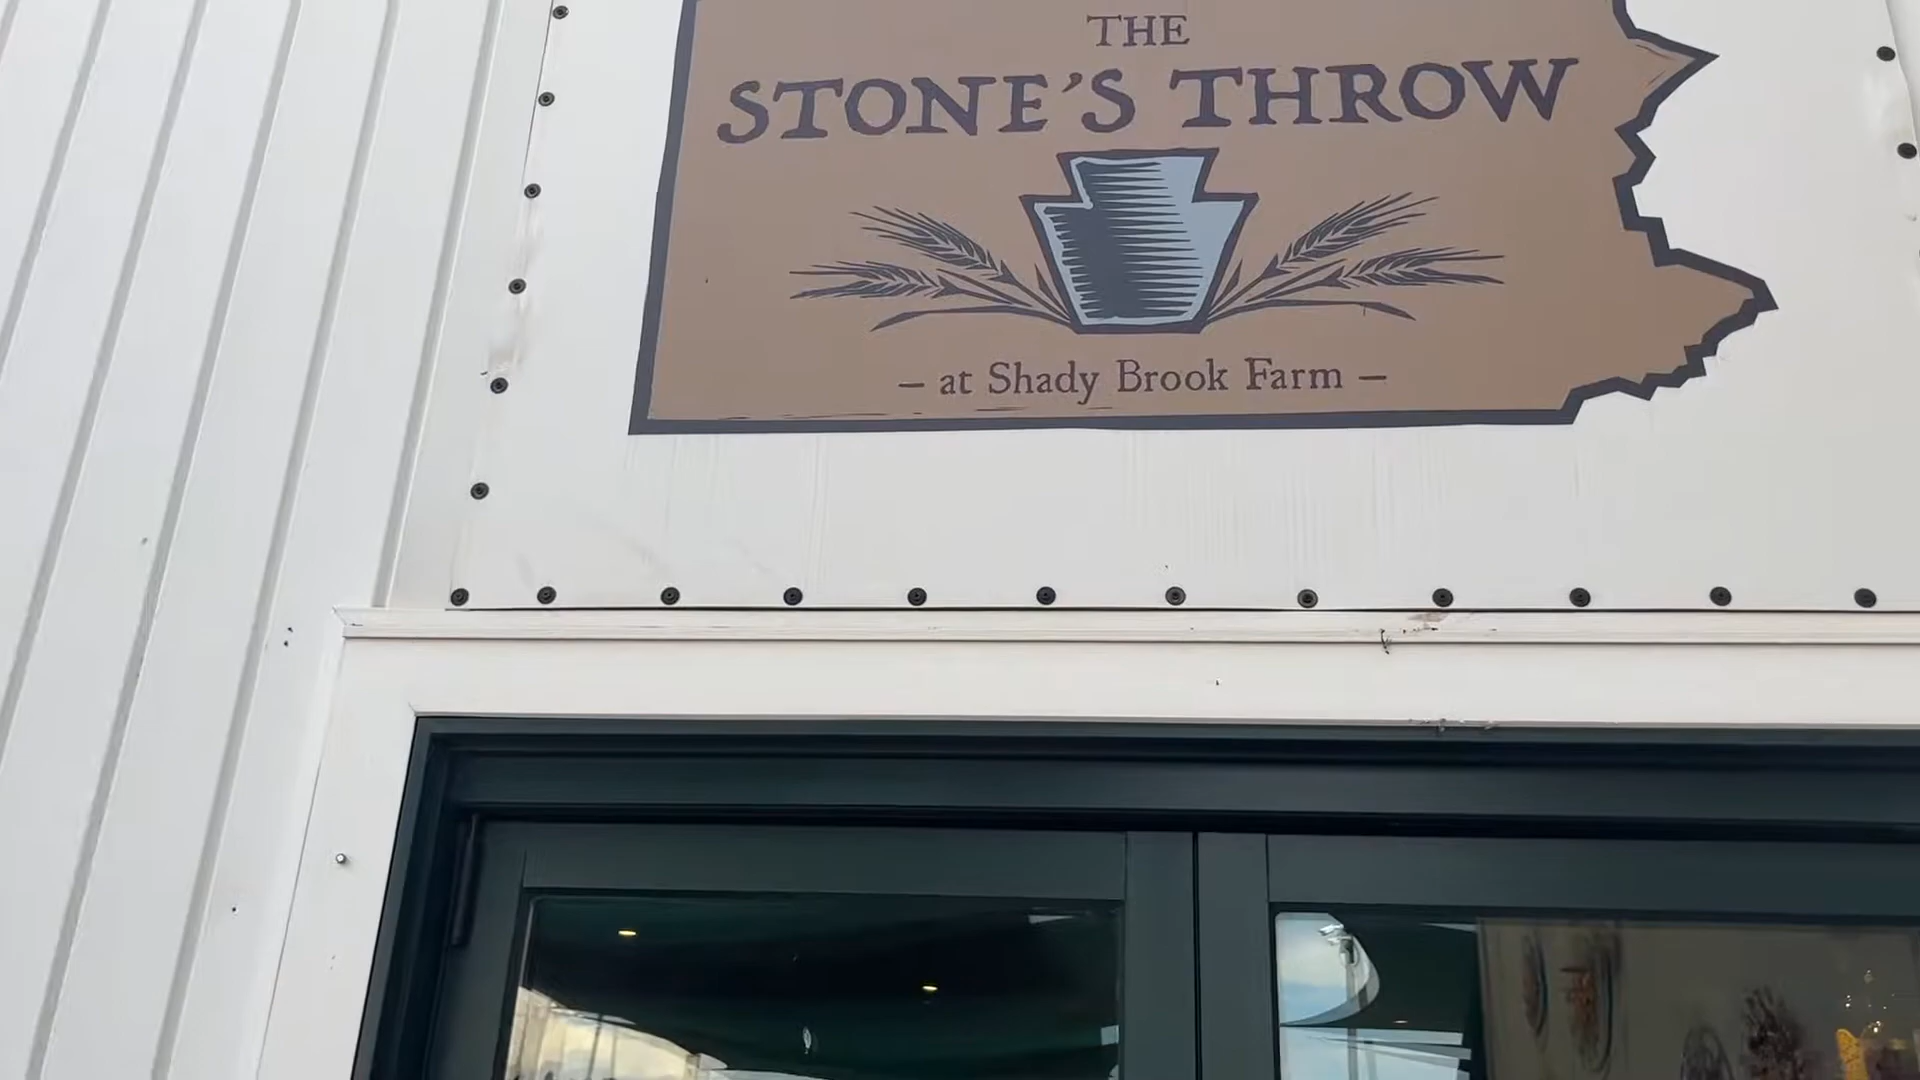 THE
STONE'S THROW
– at Shady Brook Farm –